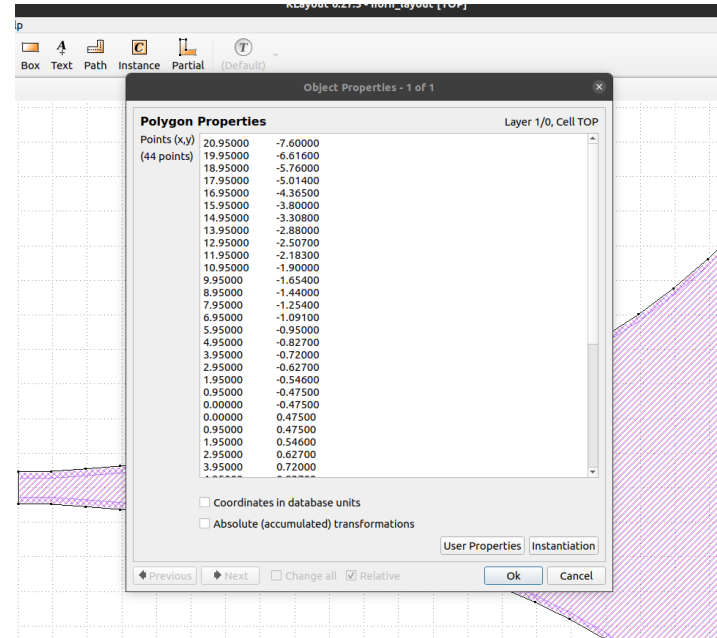 KLayout 0.27.5 - horn_layout [TOP]
lp
Box Text Path Instance Partial (Default)
Object Properties - 1 of 1
Polygon Properties Layer 1/0, Cell TOP
Points (x,y)
(44 points)
20.95000 -7.60000
19.95000 -6.61600
18.95000 -5.76000
17.95000 -5.01400
16.95000 -4.36500
15.95000 -3.80000
14.95000 -3.30800
13.95000 -2.88000
12.95000 -2.50700
11.95000 -2.18300
10.95000 -1.90000
9.95000 -1.65400
8.95000 -1.44000
7.95000 -1.25400
6.95000 -1.09100
5.95000 -0.95000
4.95000 -0.82700
3.95000 -0.72000
2.95000 -0.62700
1.95000 -0.54600
0.95000 -0.47500
0.00000 -0.47500
0.00000 0.47500
0.95000 0.47500
1.95000 0.54600
2.95000 0.62700
3.95000 0.72000
Coordinates in database units
Absolute (accumulated) transformations
User Properties Instantiation
Previous Next Change all Relative Ok Cancel